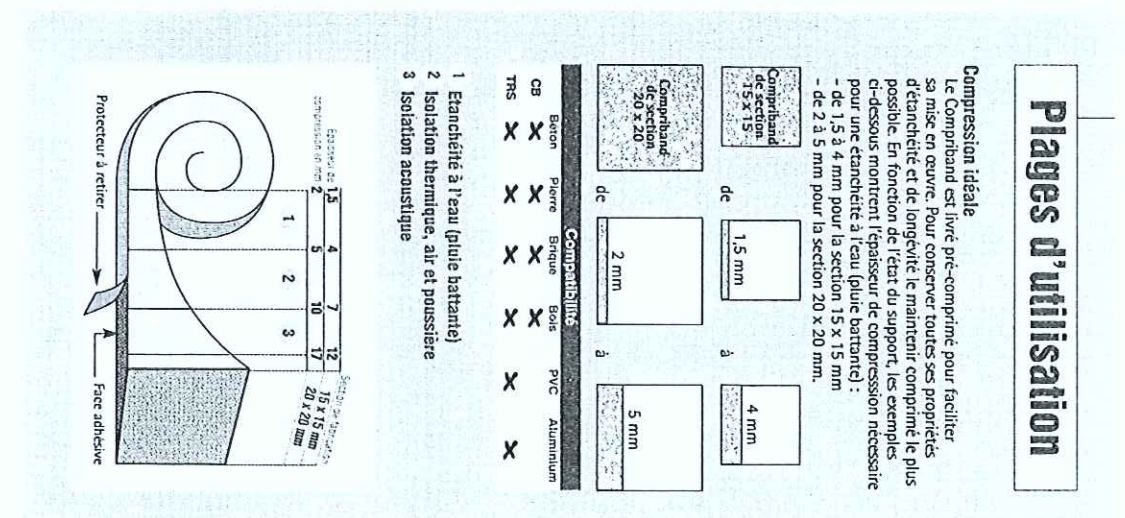 Plages d'utilisation
Compression idéale
Le Compriband est livré pré-comprimé pour faciliter
sa mise en œuvre. Pour conserver toutes ses propriétés
d'étanchéité et de longévité le maintenir comprimé le plus
possible. En fonction de l'état du support, les exemples
ci-dessous montrent l'épaisseur de compresssion nécessaire
pour une étanchéité à l'eau (pluie battante) :
- de 1,5 à 4 mm pour la section 15 x 15 mm
- de 2 à 5 mm pour la section 20 x 20 mm.
Compriband
de section
15 x 15
de
1,5 mm
à
4 mm
Compriband
de section
20 x 20
de
2 mm
à
5 mm
Compatibilité
Béton Pierre Brique Bois PVC Aluminium
CB X X X X
TRS X X X X X X
1 Etanchéité à l'eau (pluie battante)
2 Isolation thermique, air et poussière
3 Isolation acoustique
Epaisseur de
compression en mm
1,5 4 7 12
15 x 15 mm
2 5 10 17
20 x 20 mm
1 2 3
Protecteur à retirer
Face adhésive